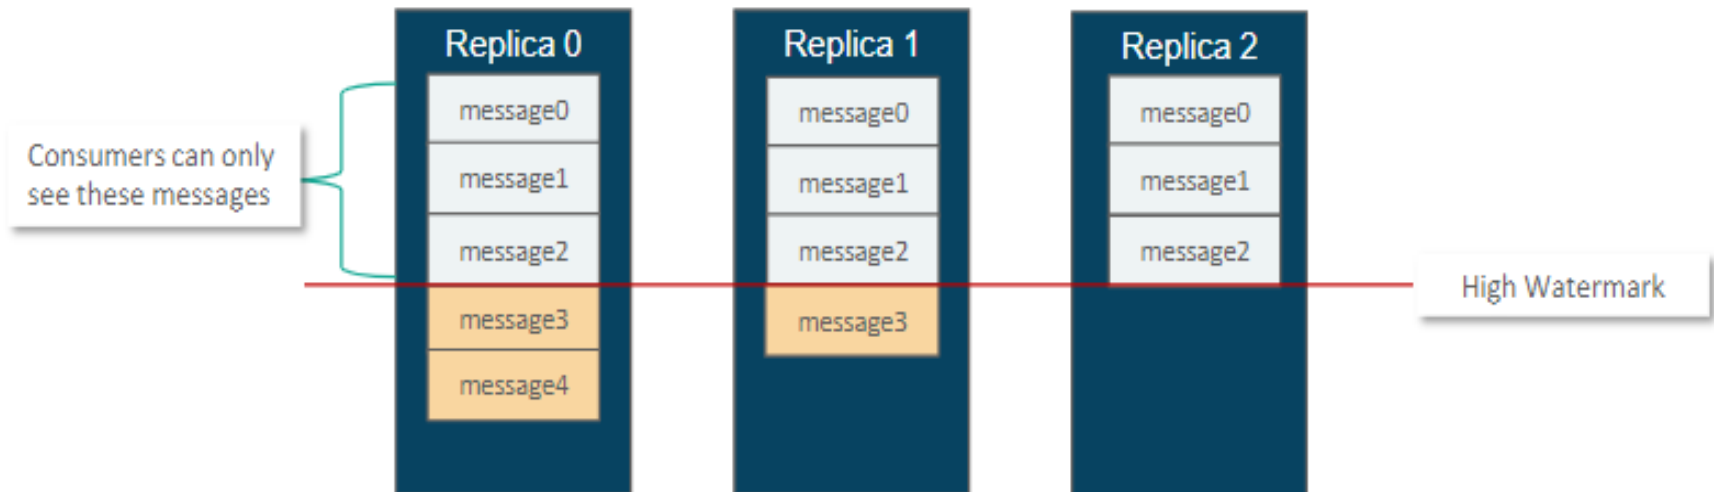 Replica 0
message0
message1
message2
message3
message4
Replica 1
message0
message1
message2
message3
Replica 2
message0
message1
message2
Consumers can only
see these messages
High Watermark